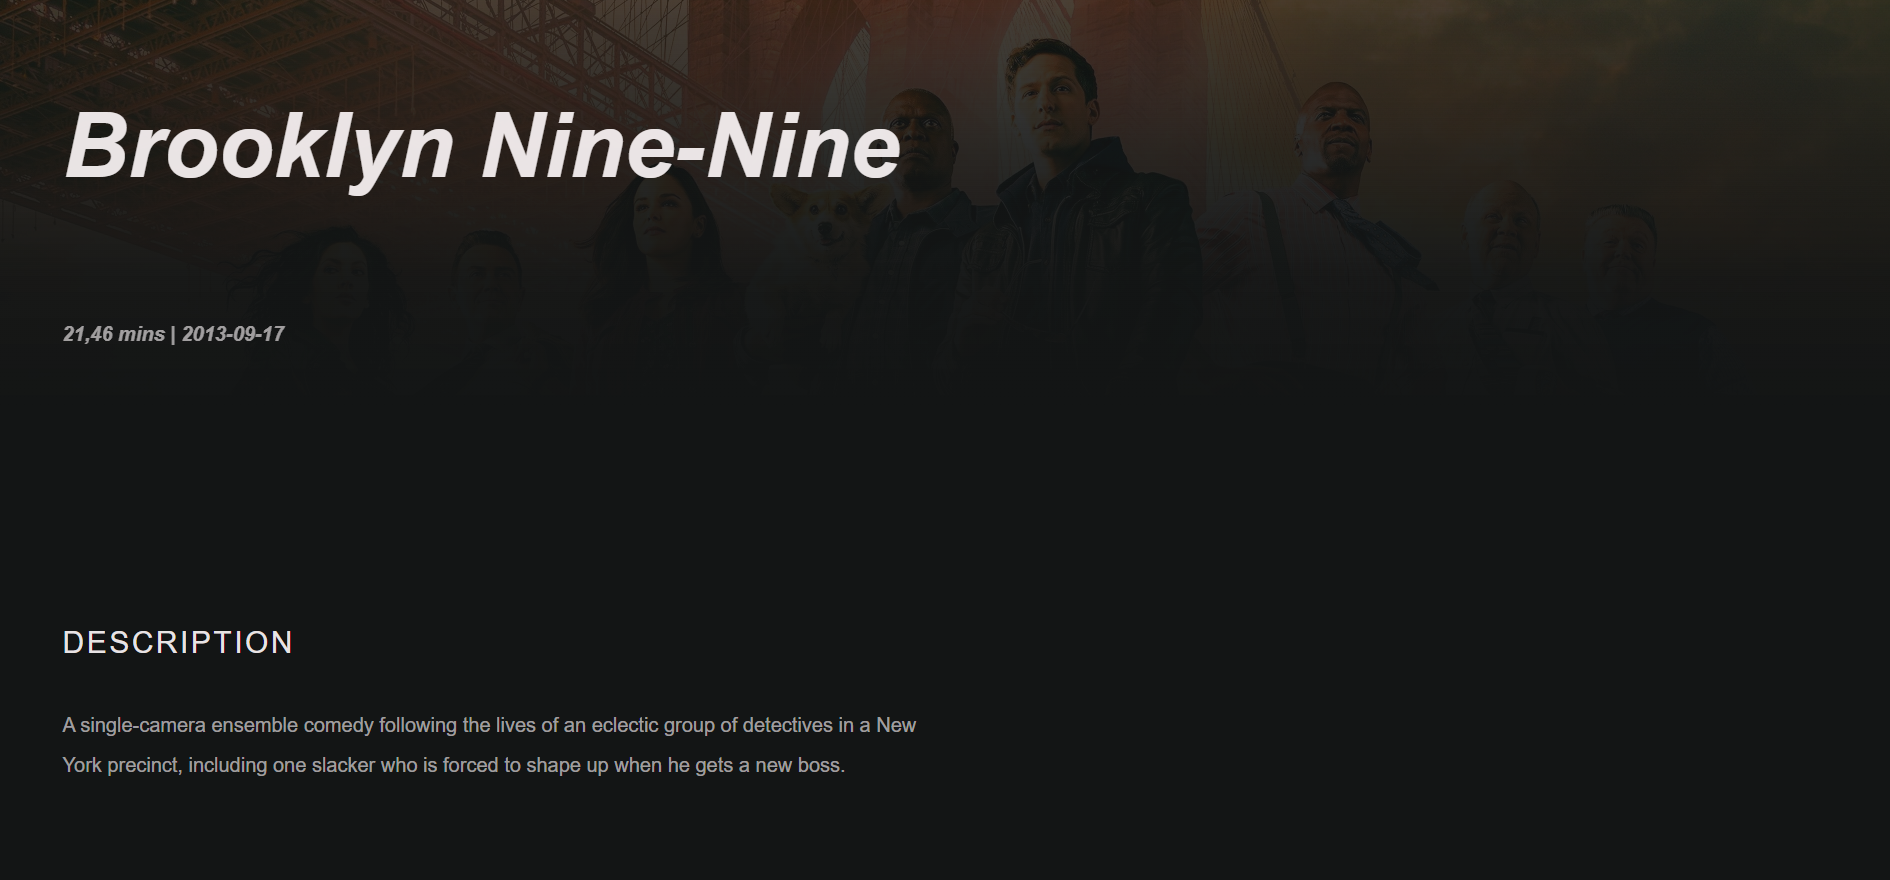 Brooklyn Nine-Nine
21,46 mins | 2013-09-17
DESCRIPTION
A single-camera ensemble comedy following the lives of an eclectic group of detectives in a New
York precinct, including one slacker who is forced to shape up when he gets a new boss.